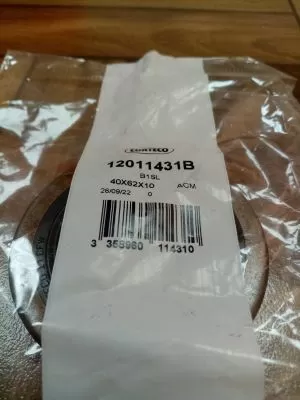 CORTECO
12011431B
B1SL
40X62X10 ACM
26/09/22 0
3 358960 114310